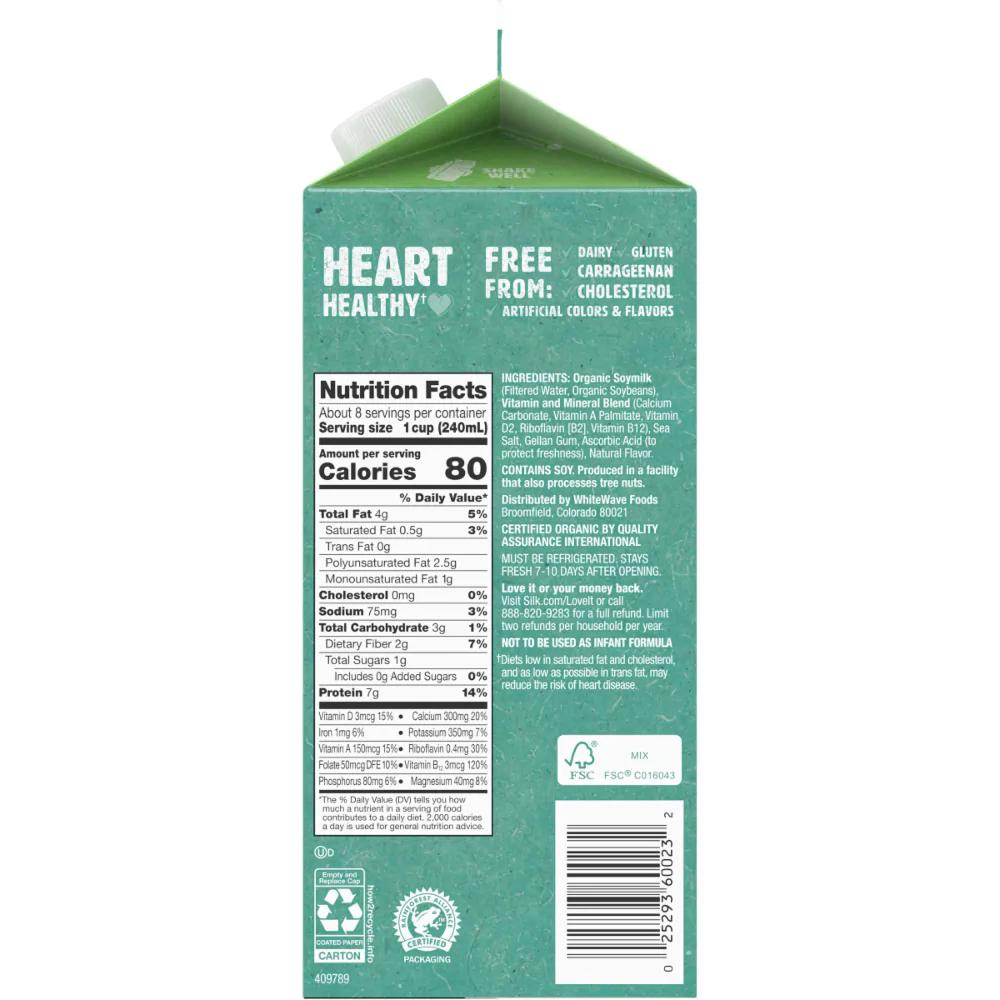 SHAKE
WELL
HEART
HEALTHY†
FREE
FROM:
DAIRY GLUTEN
CARRAGEENAN
CHOLESTEROL
ARTIFICIAL COLORS & FLAVORS
Nutrition Facts
About 8 servings per container
Serving size 1 cup (240mL)
Amount per serving
Calories 80
% Daily Value*
Total Fat 4g 5%
Saturated Fat 0.5g 3%
Trans Fat 0g
Polyunsaturated Fat 2.5g
Monounsaturated Fat 1g
Cholesterol 0mg 0%
Sodium 75mg 3%
Total Carbohydrate 3g 1%
Dietary Fiber 2g 7%
Total Sugars 1g
Includes 0g Added Sugars 0%
Protein 7g 14%
Vitamin D 3mcg 15% • Calcium 300mg 20%
Iron 1mg 6% • Potassium 350mg 7%
Vitamin A 150mcg 15% • Riboflavin 0.4mg 30%
Folate 50mcg DFE 10% • Vitamin B12 3mcg 120%
Phosphorus 80mg 6% • Magnesium 40mg 8%
*The % Daily Value (DV) tells you how
much a nutrient in a serving of food
contributes to a daily diet. 2,000 calories
a day is used for general nutrition advice.
INGREDIENTS: Organic Soymilk
(Filtered Water, Organic Soybeans),
Vitamin and Mineral Blend (Calcium
Carbonate, Vitamin A Palmitate, Vitamin
D2, Riboflavin [B2], Vitamin B12), Sea
Salt, Gellan Gum, Ascorbic Acid (to
protect freshness), Natural Flavor.
CONTAINS SOY. Produced in a facility
that also processes tree nuts.
Distributed by WhiteWave Foods
Broomfield, Colorado 80021
CERTIFIED ORGANIC BY QUALITY
ASSURANCE INTERNATIONAL
MUST BE REFRIGERATED. STAYS
FRESH 7-10 DAYS AFTER OPENING.
Love it or your money back.
Visit Silk.com/LoveIt or call
888-820-9283 for a full refund. Limit
two refunds per household per year.
NOT TO BE USED AS INFANT FORMULA
†Diets low in saturated fat and cholesterol,
and as low as possible in trans fat, may
reduce the risk of heart disease.
FSC
®
MIX
FSC® C016043
0 25293 60023 2
UD
Empty and
Replace Cap
COATED PAPER
CARTON
how2recycle.info
RAINFOREST ALLIANCE
TM
CERTIFIED
PACKAGING
409789